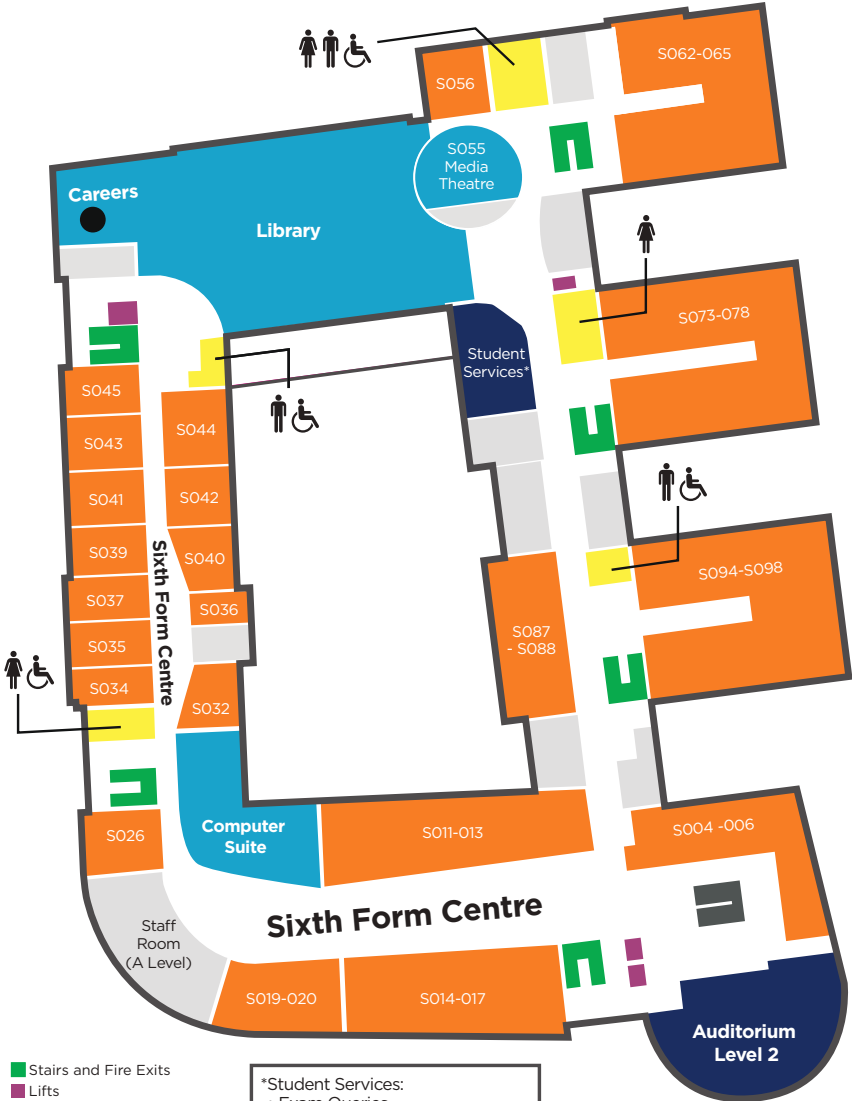 S062-065
S056
S055
Media
Theatre
Careers
Library
S073-078
Student
Services*
S045
S044
S043
S042
S041
S040
S039
S094-S098
S037
S036
S087
- S088
S035
S034
S032
Sixth Form Centre
S026
Computer
Suite
S011-013
S004 -006
Sixth Form Centre
Staff
Room
(A Level)
S019-020
S014-017
Auditorium
Level 2
Stairs and Fire Exits
Lifts
*Student Services: